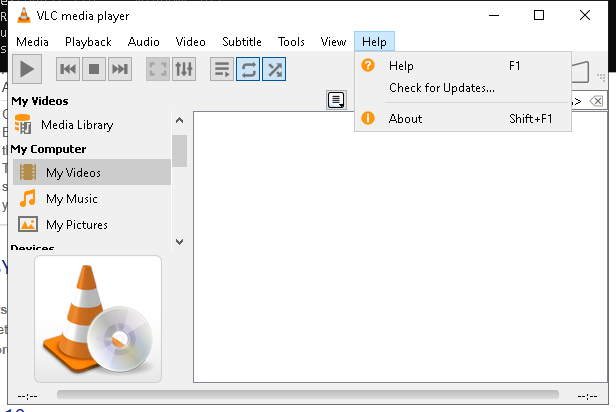 VLC media player
Media Playback Audio Video Subtitle Tools View Help
Help F1
Check for Updates...
About Shift+F1
My Videos
Media Library
My Computer
My Videos
My Music
My Pictures
Devices
--:-- --:--